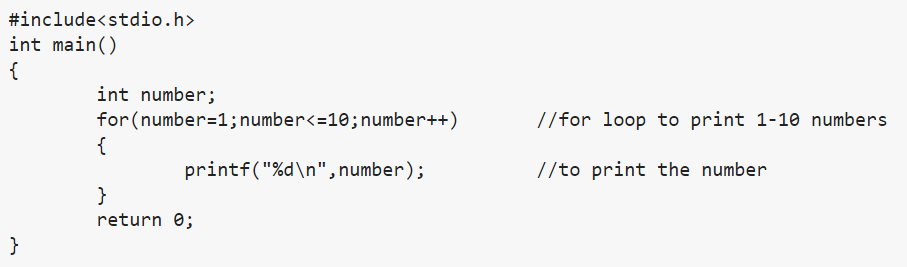 #include<stdio.h>
int main()
{
        int number;
        for(number=1;number<=10;number++)       //for loop to print 1-10 numbers
        {
                printf("%d\n",number);          //to print the number
        }
        return 0;
}